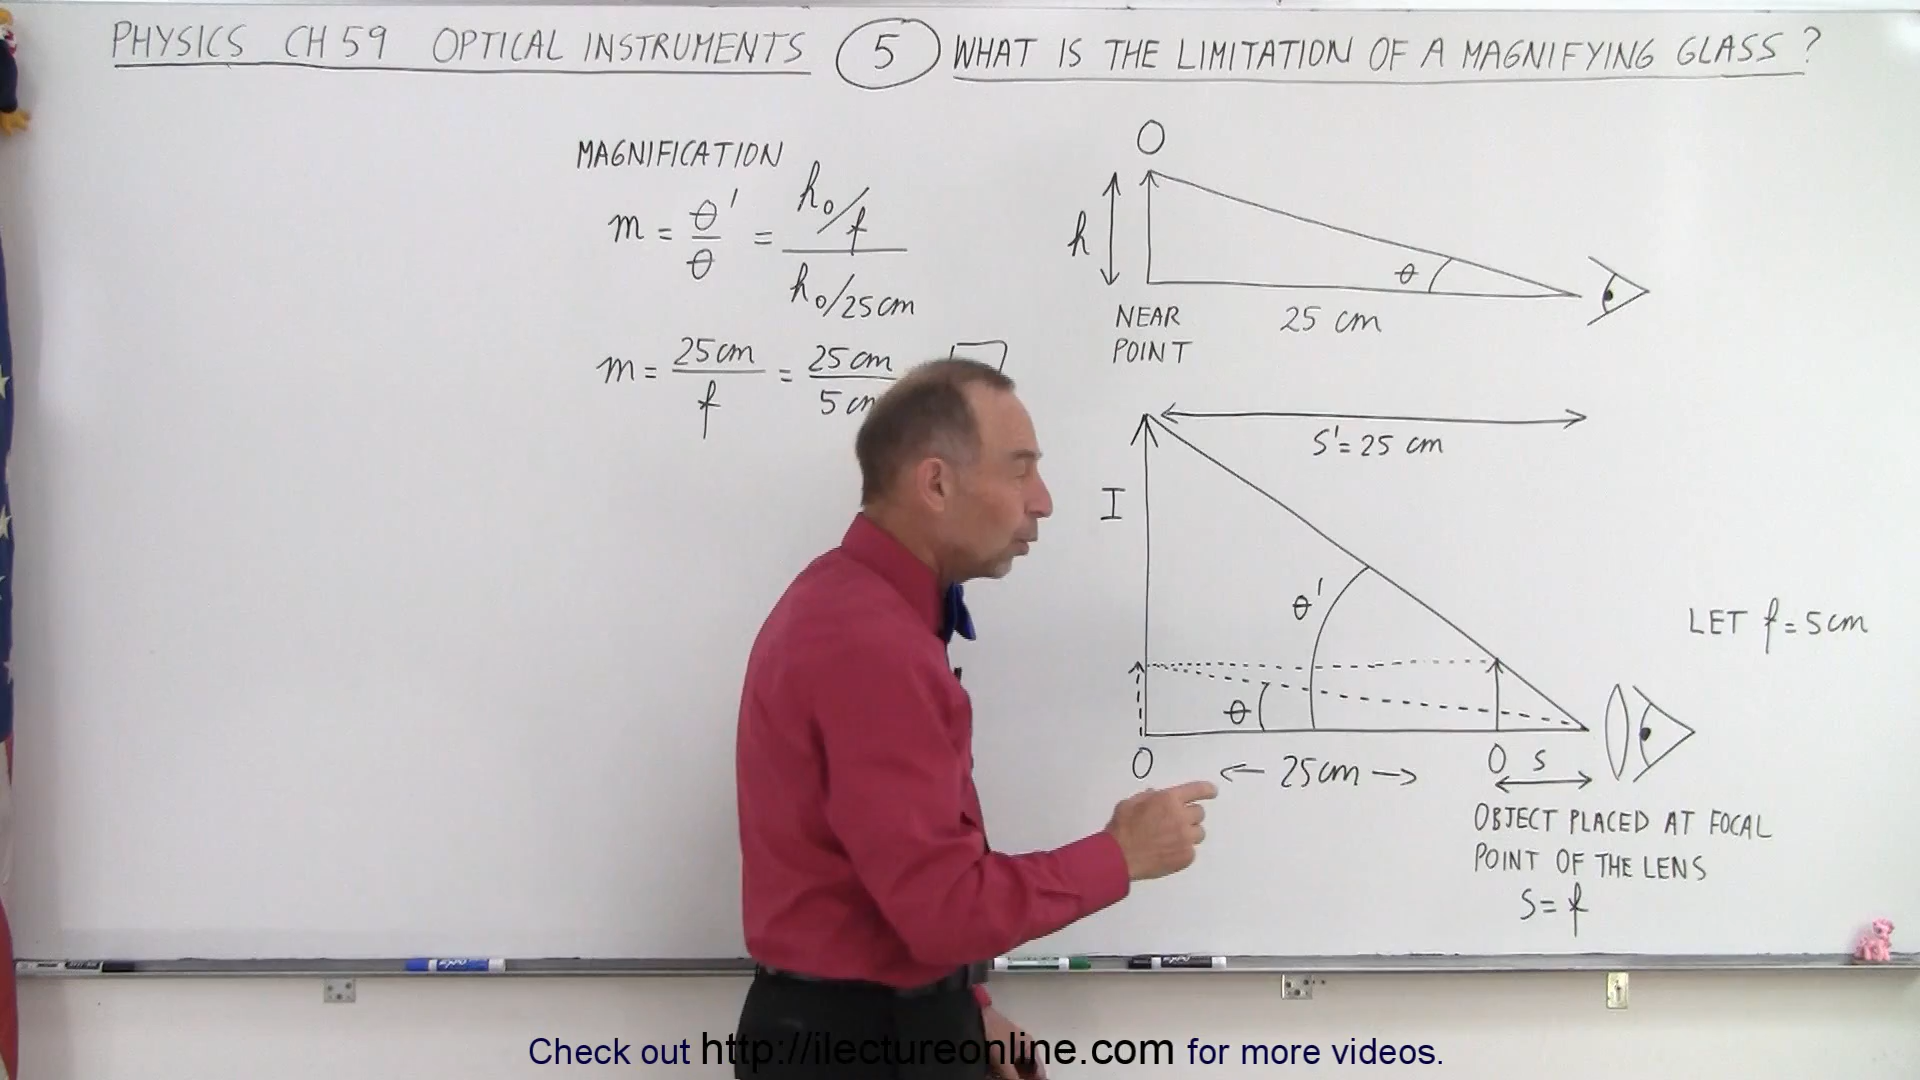 PHYSICS CH 59 OPTICAL INSTRUMENTS 5 WHAT IS THE LIMITATION OF A MAGNIFYING GLASS?
MAGNIFICATION
m = θ'/θ = (h₀/f)/(h₀/25cm)
m = 25cm/f = 25cm/5cm
O
h
θ
NEAR
POINT
25 cm
S' = 25 cm
I
θ'
θ
O
← 25cm →
O S
LET f = 5cm
OBJECT PLACED AT FOCAL
POINT OF THE LENS
S = f
Check out http://ilectureonline.com for more videos.